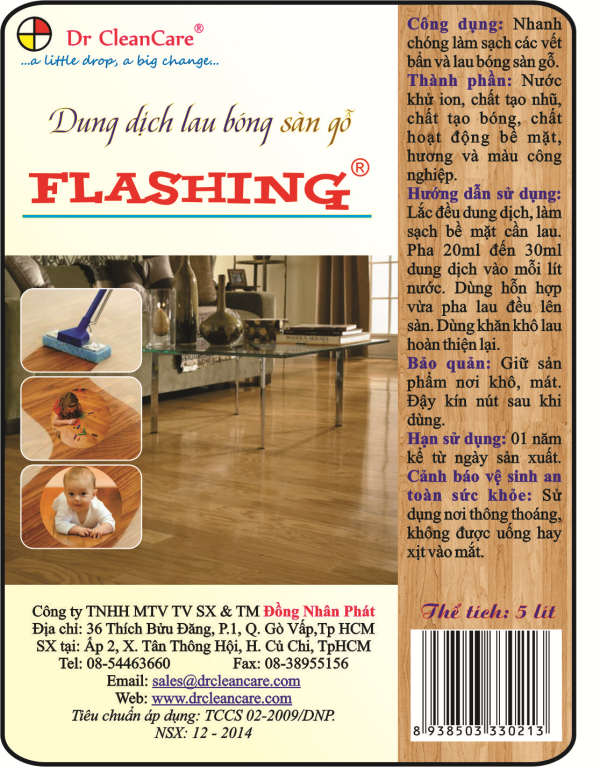 Dr CleanCare®
...a little drop, a big change...
Dung dịch lau bóng sàn gỗ
FLASHING®
Công ty TNHH MTV TV SX & TM Đồng Nhân Phát
Địa chỉ: 36 Thích Bửu Đăng, P.1, Q. Gò Vấp,Tp HCM
SX tại: Ấp 2, X. Tân Thông Hội, H. Củ Chi, TpHCM
Tel: 08-54463660 Fax: 08-38955156
Email: sales@drcleancare.com
Web: www.drcleancare.com
Tiêu chuẩn áp dụng: TCCS 02-2009/DNP.
NSX: 12 - 2014
Công dụng: Nhanh
chóng làm sạch các vết
bẩn và lau bóng sàn gỗ.
Thành phần: Nước
khử ion, chất tạo nhũ,
chất tạo bóng, chất
hoạt động bề mặt,
hương và màu công
nghiệp.
Hướng dẫn sử dụng:
Lắc đều dung dịch, làm
sạch bề mặt cần lau.
Pha 20ml đến 30ml
dung dịch vào mỗi lít
nước. Dùng hỗn hợp
vừa pha lau đều lên
sàn. Dùng khăn khô lau
hoàn thiện lại.
Bảo quản: Giữ sản
phẩm nơi khô, mát.
Đậy kín nút sau khi
dùng.
Hạn sử dụng: 01 năm
kể từ ngày sản xuất.
Cảnh báo vệ sinh an
toàn sức khỏe: Sử
dụng nơi thông thoáng,
không được uống hay
xịt vào mắt.
Thể tích: 5 lít
8 938503 330213